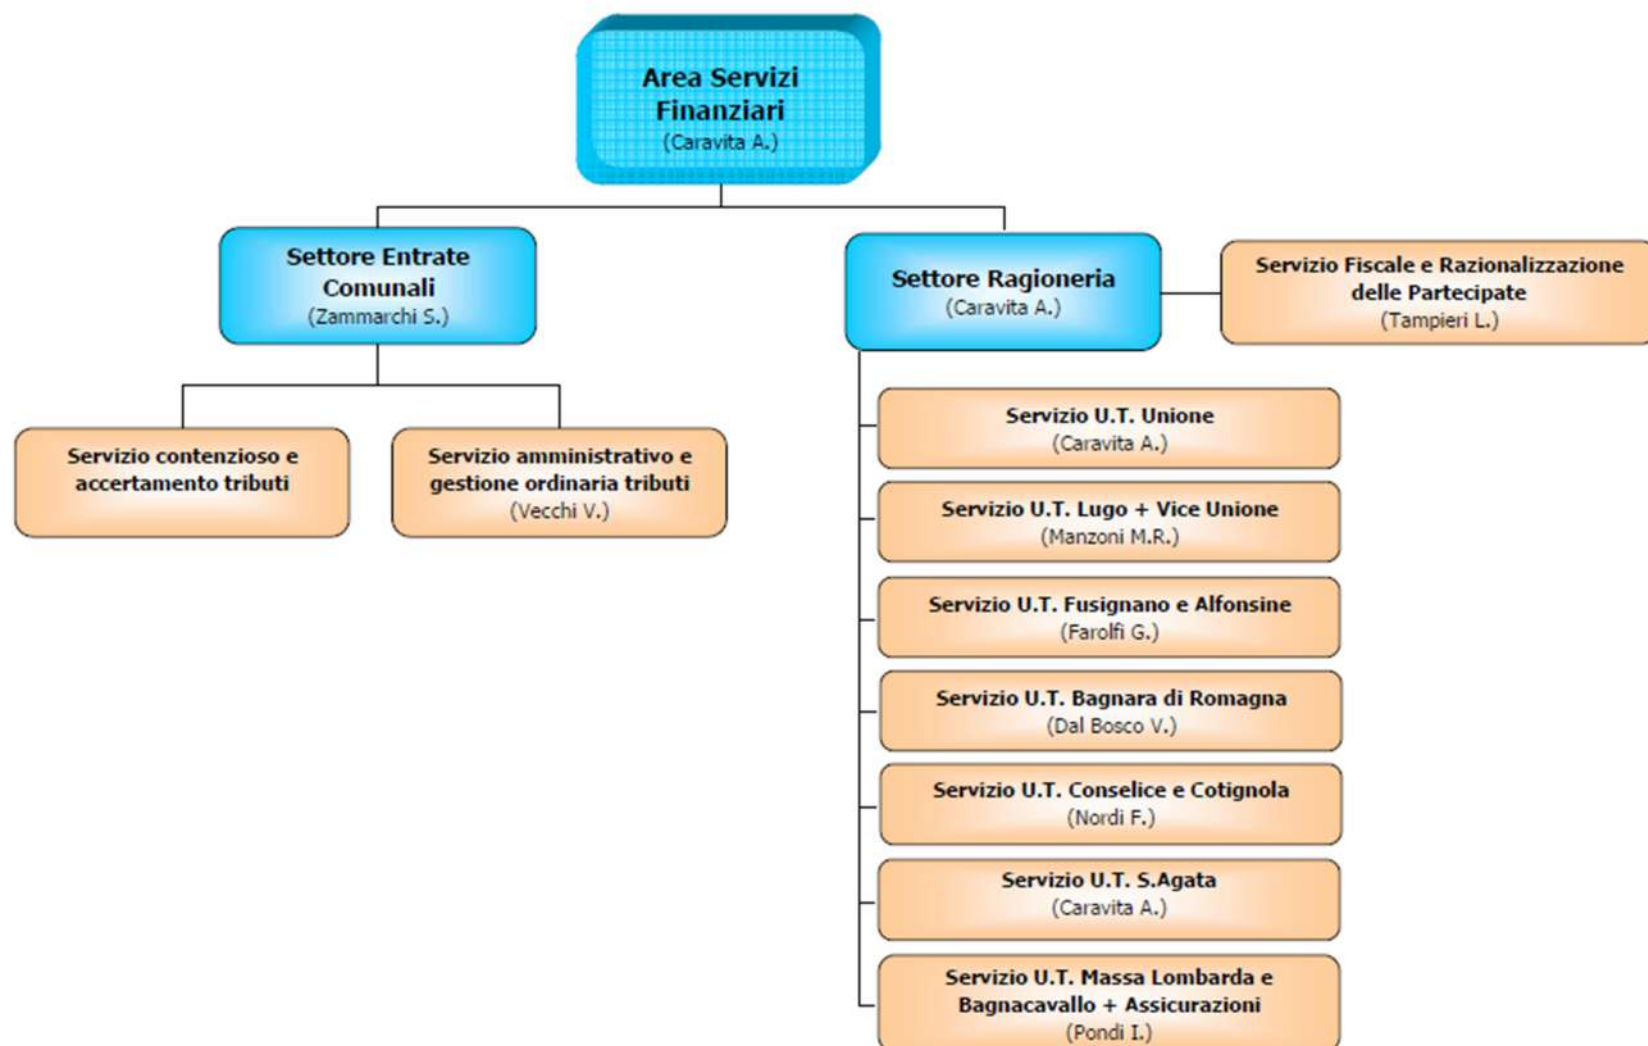 Area Servizi
Finanziari
(Caravita A.)
Settore Entrate
Comunali
(Zammarchi S.)
Settore Ragioneria
(Caravita A.)
Servizio Fiscale e Razionalizzazione
delle Partecipate
(Tampieri L.)
Servizio contenzioso e
accertamento tributi
Servizio amministrativo e
gestione ordinaria tributi
(Vecchi V.)
Servizio U.T. Unione
(Caravita A.)
Servizio U.T. Lugo + Vice Unione
(Manzoni M.R.)
Servizio U.T. Fusignano e Alfonsine
(Farolfi G.)
Servizio U.T. Bagnara di Romagna
(Dal Bosco V.)
Servizio U.T. Conselice e Cotignola
(Nordi F.)
Servizio U.T. S.Agata
(Caravita A.)
Servizio U.T. Massa Lombarda e
Bagnacavallo + Assicurazioni
(Pondi I.)